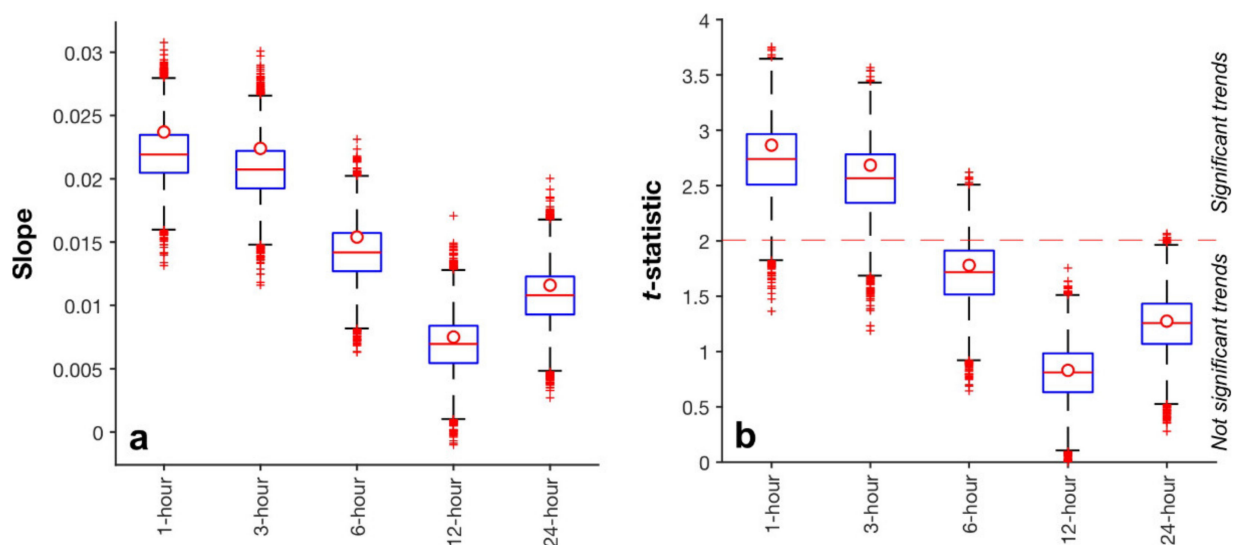 0.03
0.025
0.02
0.015
0.01
0.005
0
Slope
a
1-hour
3-hour
6-hour
12-hour
24-hour
4
3.5
3
2.5
2
1.5
1
0.5
0
t-statistic
b
Significant trends
Not significant trends
1-hour
3-hour
6-hour
12-hour
24-hour